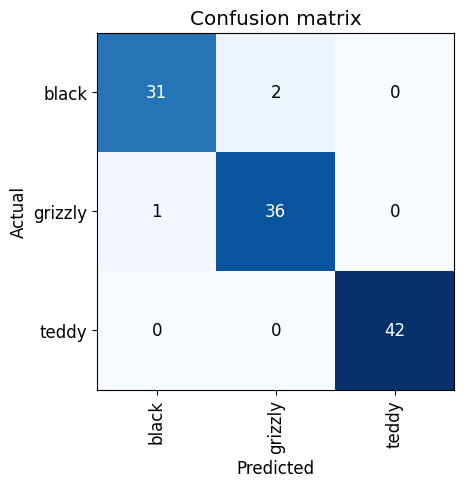 Confusion matrix
Actual
black 31 2 0
grizzly 1 36 0
teddy 0 0 42
black grizzly teddy
Predicted